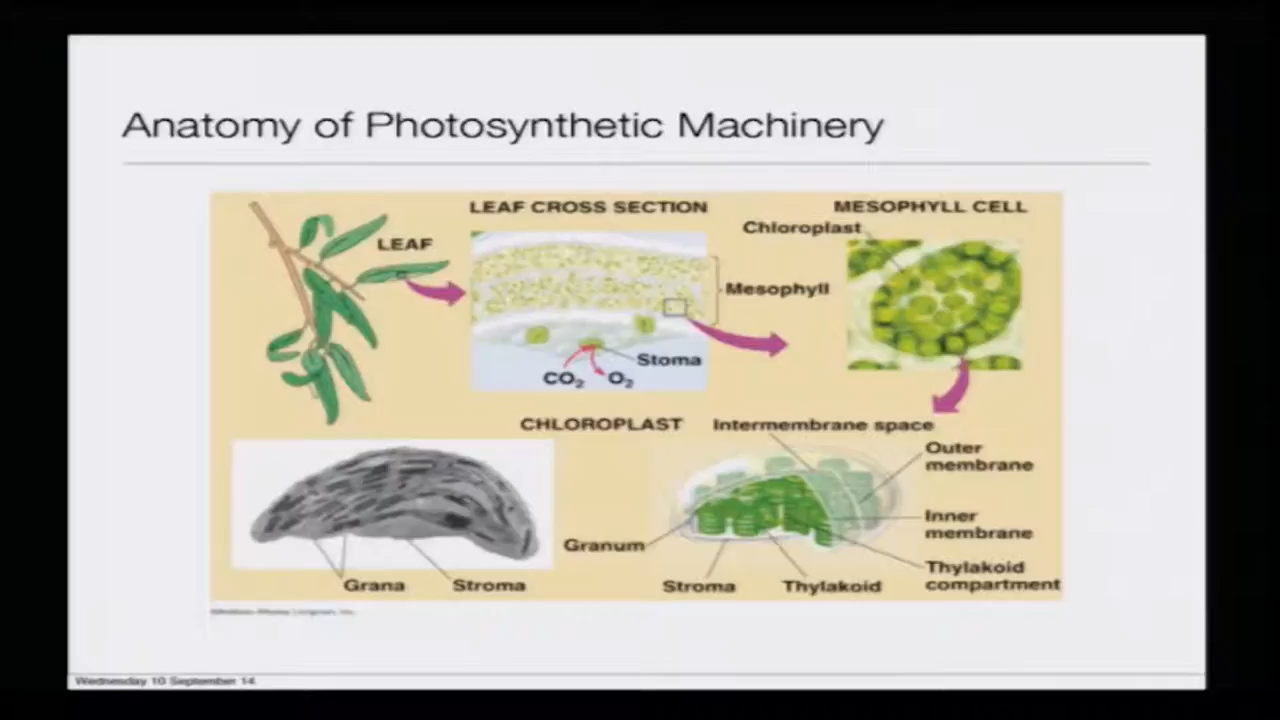 Anatomy of Photosynthetic Machinery
LEAF CROSS SECTION
MESOPHYLL CELL
Chloroplast
LEAF
Mesophyll
Stoma
CO₂
O₂
CHLOROPLAST
Intermembrane space
Outer
membrane
Inner
membrane
Granum
Thylakoid
compartment
Grana
Stroma
Stroma
Thylakoid
Wednesday 10 September 14